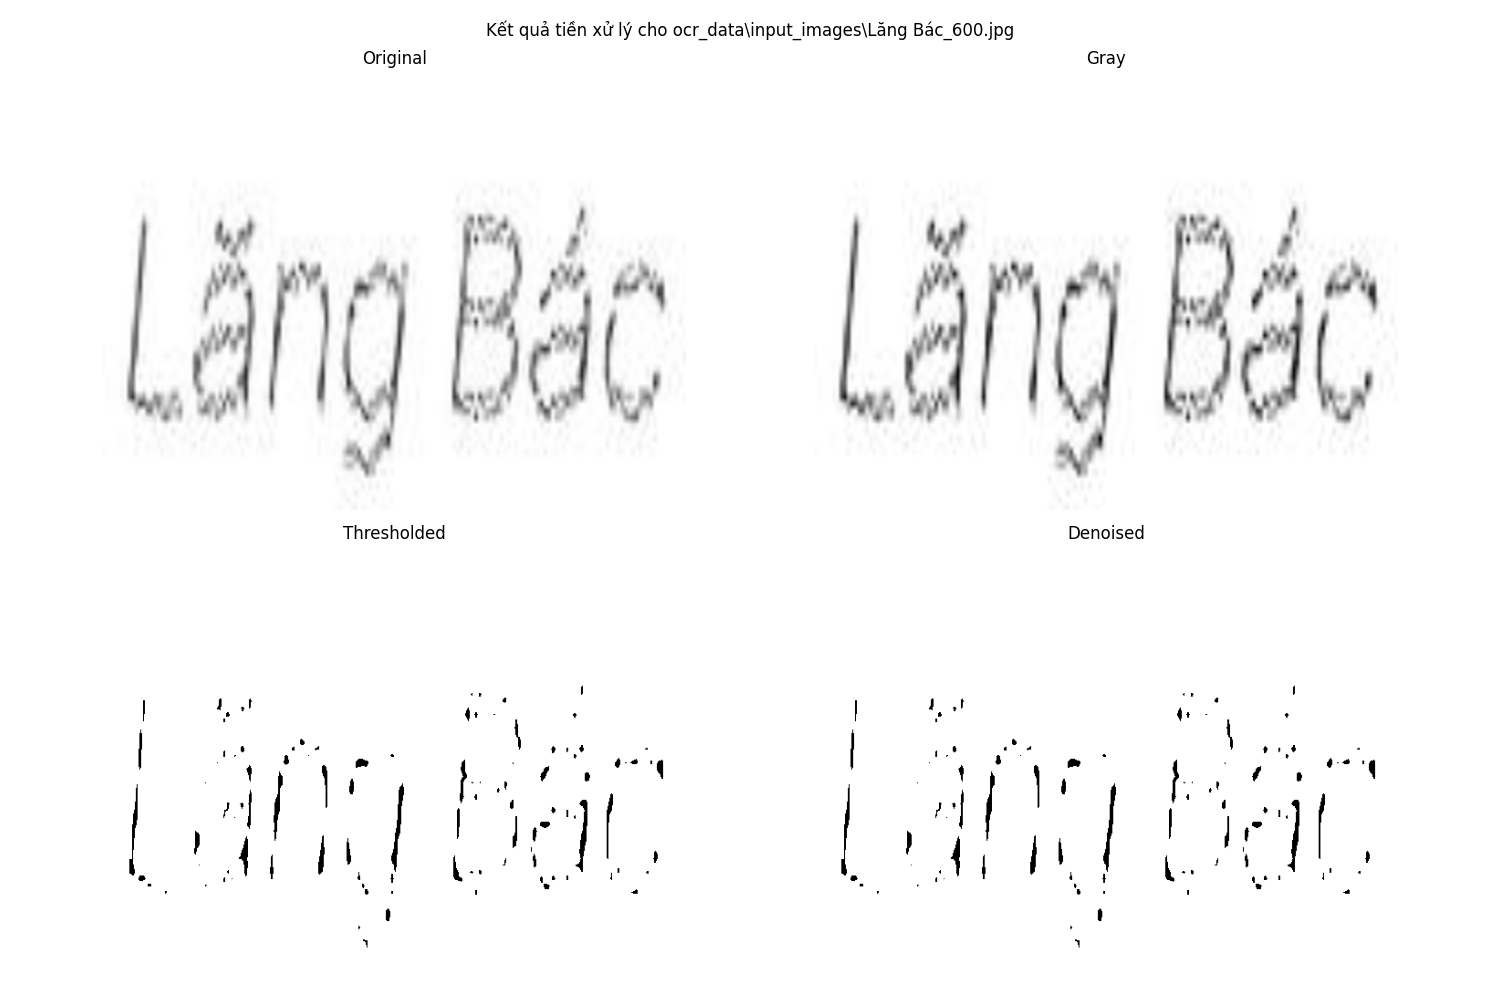 Kết quả tiền xử lý cho ocr_data\input_images\Lăng Bác_600.jpg
Original
Gray
Lăng Bác
Lăng Bác
Thresholded
Denoised
Lăng Bác
Lăng Bác